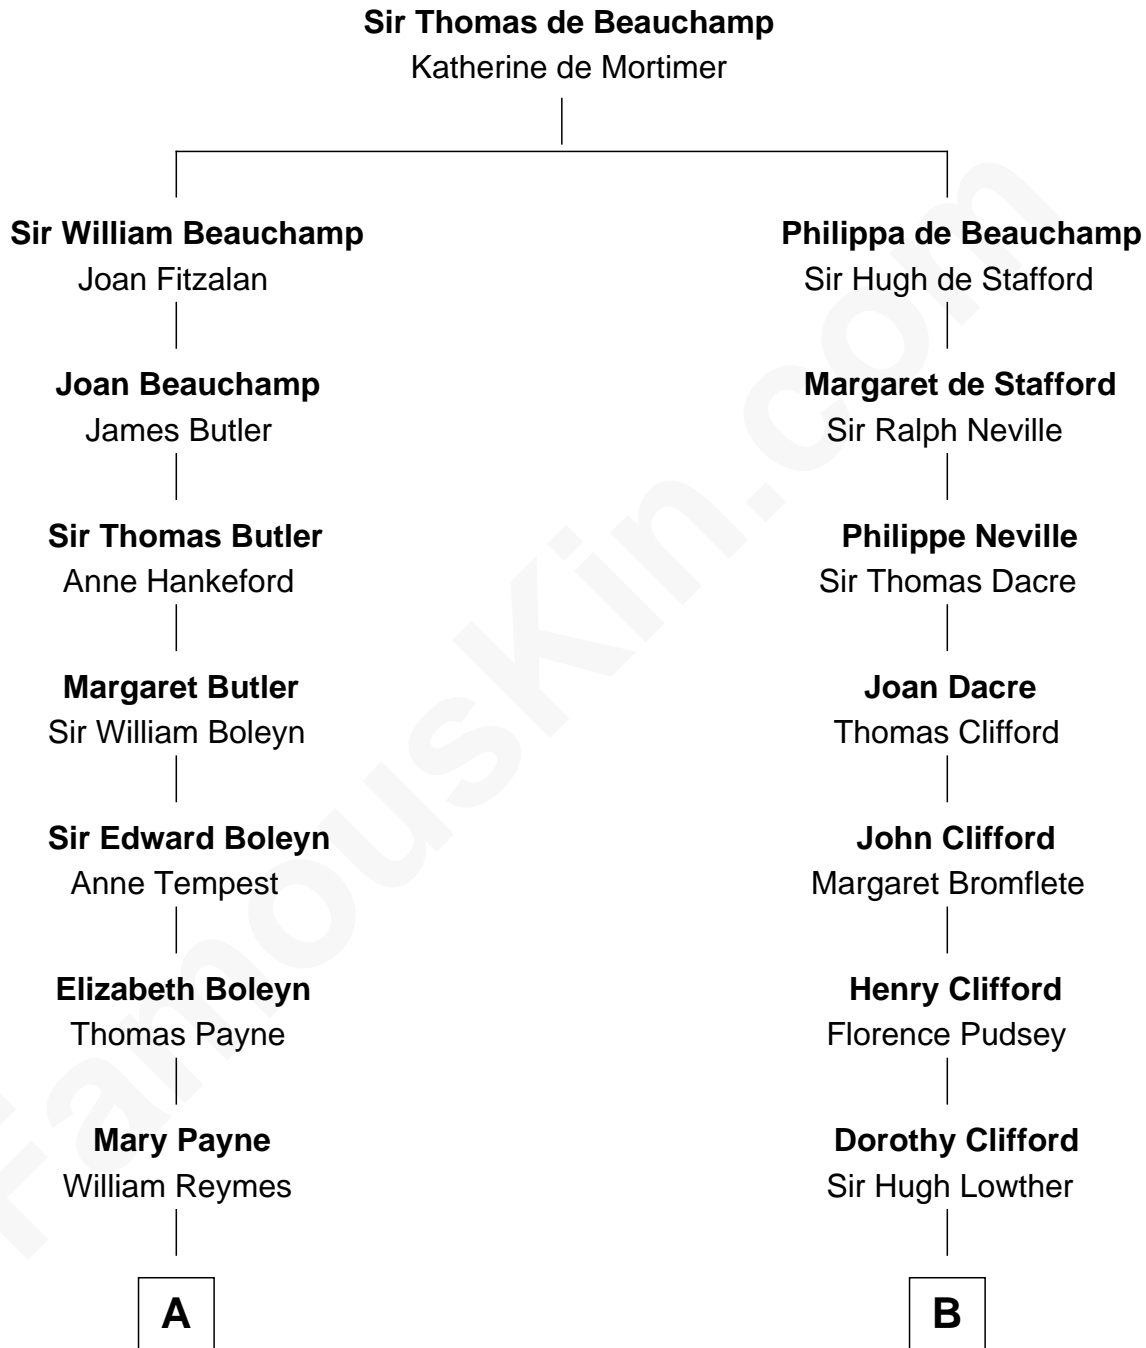 Sir Thomas de Beauchamp
Katherine de Mortimer
Sir William Beauchamp
Joan Fitzalan
Philippa de Beauchamp
Sir Hugh de Stafford
Joan Beauchamp
James Butler
Margaret de Stafford
Sir Ralph Neville
Sir Thomas Butler
Anne Hankeford
Philippe Neville
Sir Thomas Dacre
Margaret Butler
Sir William Boleyn
Joan Dacre
Thomas Clifford
Sir Edward Boleyn
Anne Tempest
John Clifford
Margaret Bromflete
Elizabeth Boleyn
Thomas Payne
Henry Clifford
Florence Pudsey
Mary Payne
William Reymes
Dorothy Clifford
Sir Hugh Lowther
A
B
FamousKin.com